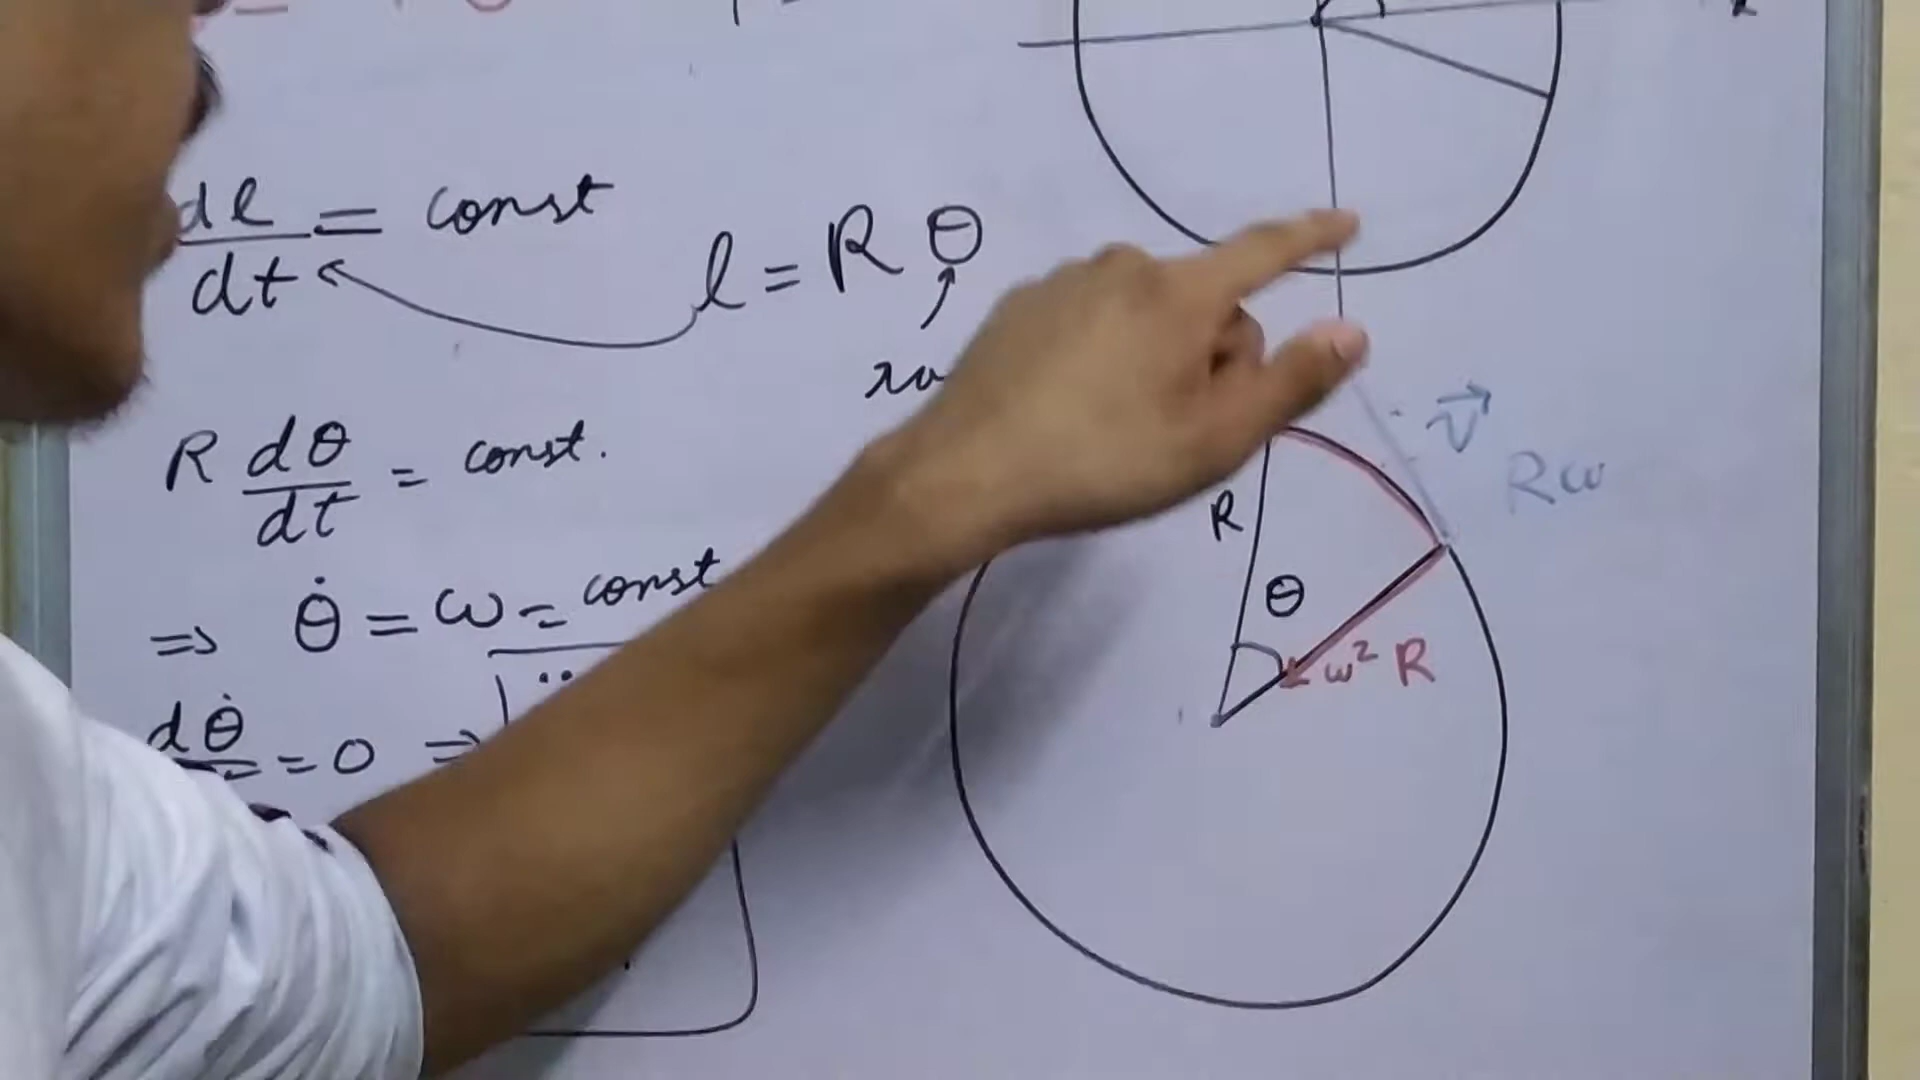 dl/dt = const
l = R θ
R dθ/dt = const.
⇒ θ̇ = ω = const
dθ̇
= 0 ⇒
v⃗
Rω
R
θ
ω² R